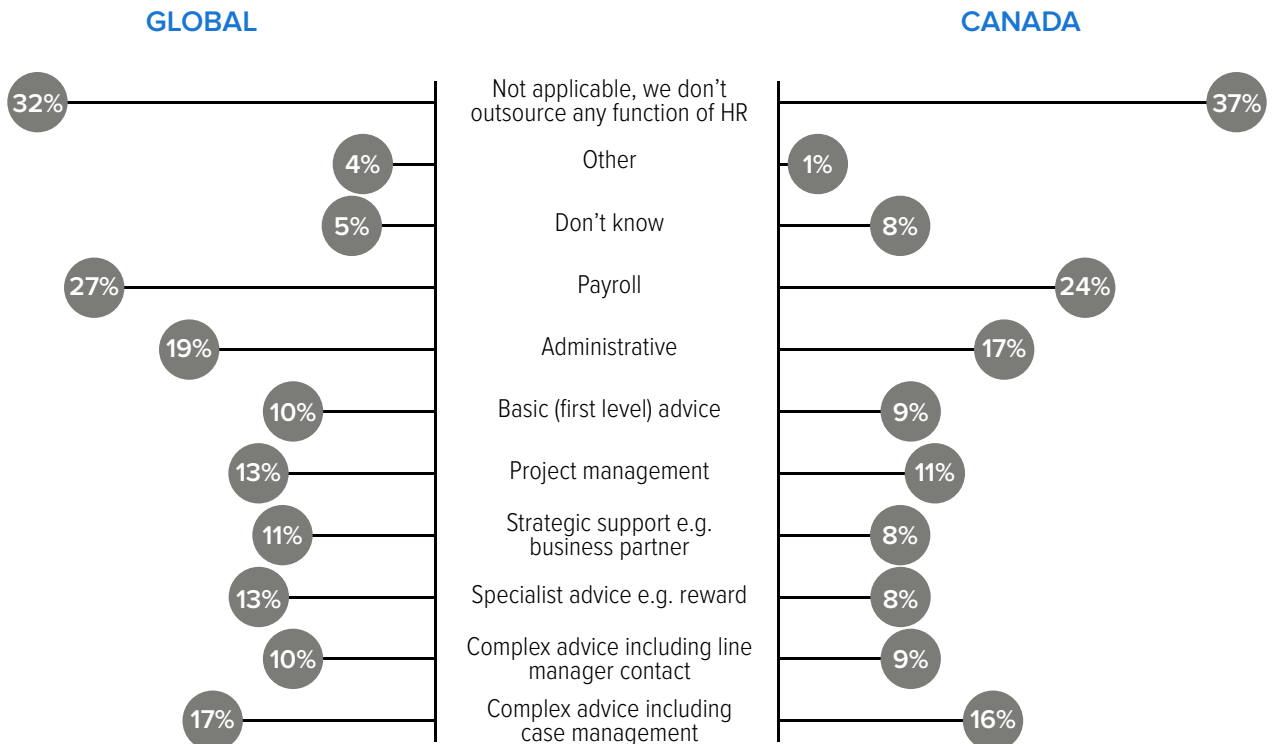 GLOBAL
CANADA
32%
Not applicable, we don’t
outsource any function of HR
37%
4%
Other
1%
5%
Don’t know
8%
27%
Payroll
24%
19%
Administrative
17%
10%
Basic (first level) advice
9%
13%
Project management
11%
11%
Strategic support e.g.
business partner
8%
13%
Specialist advice e.g. reward
8%
10%
Complex advice including line
manager contact
9%
17%
Complex advice including
case management
16%